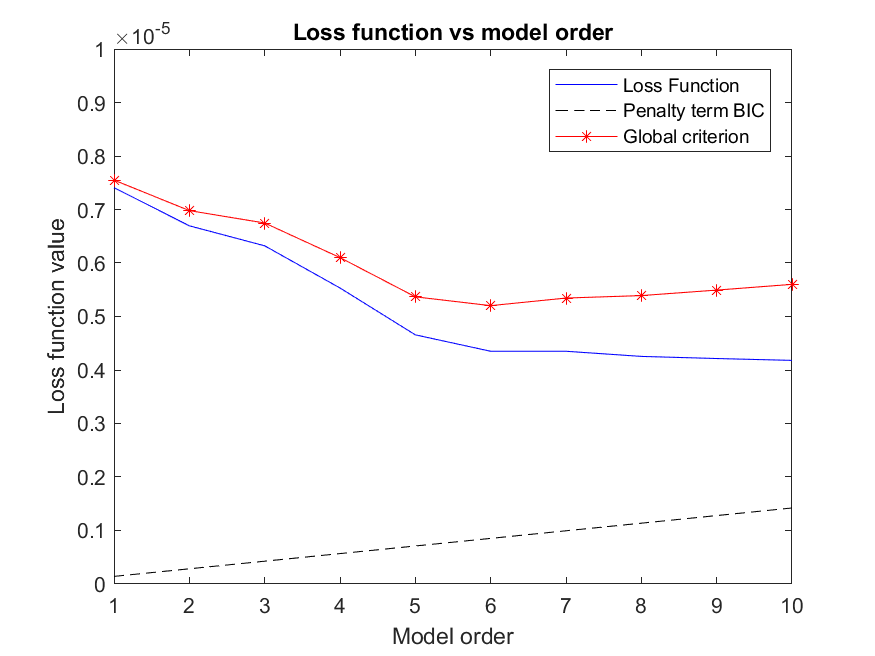 Loss function vs model order
×10-5
1
0.9
0.8
0.7
0.6
0.5
0.4
0.3
0.2
0.1
0
Loss function value
Loss Function
Penalty term BIC
Global criterion
1 2 3 4 5 6 7 8 9 10
Model order